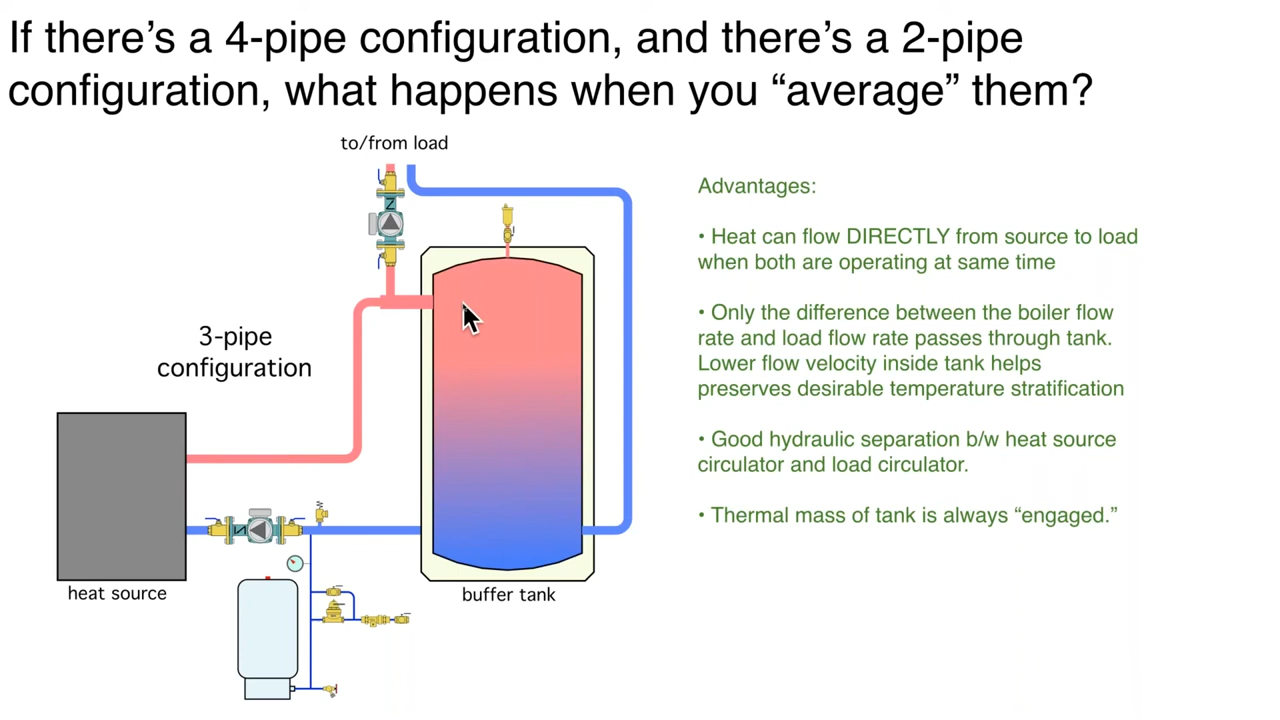 If there’s a 4-pipe configuration, and there’s a 2-pipe
configuration, what happens when you “average” them?
to/from load
Z
3-pipe
configuration
heat source
Z
buffer tank
Advantages:
• Heat can flow DIRECTLY from source to load
when both are operating at same time
• Only the difference between the boiler flow
rate and load flow rate passes through tank.
Lower flow velocity inside tank helps
preserves desirable temperature stratification
• Good hydraulic separation b/w heat source
circulator and load circulator.
• Thermal mass of tank is always “engaged.”